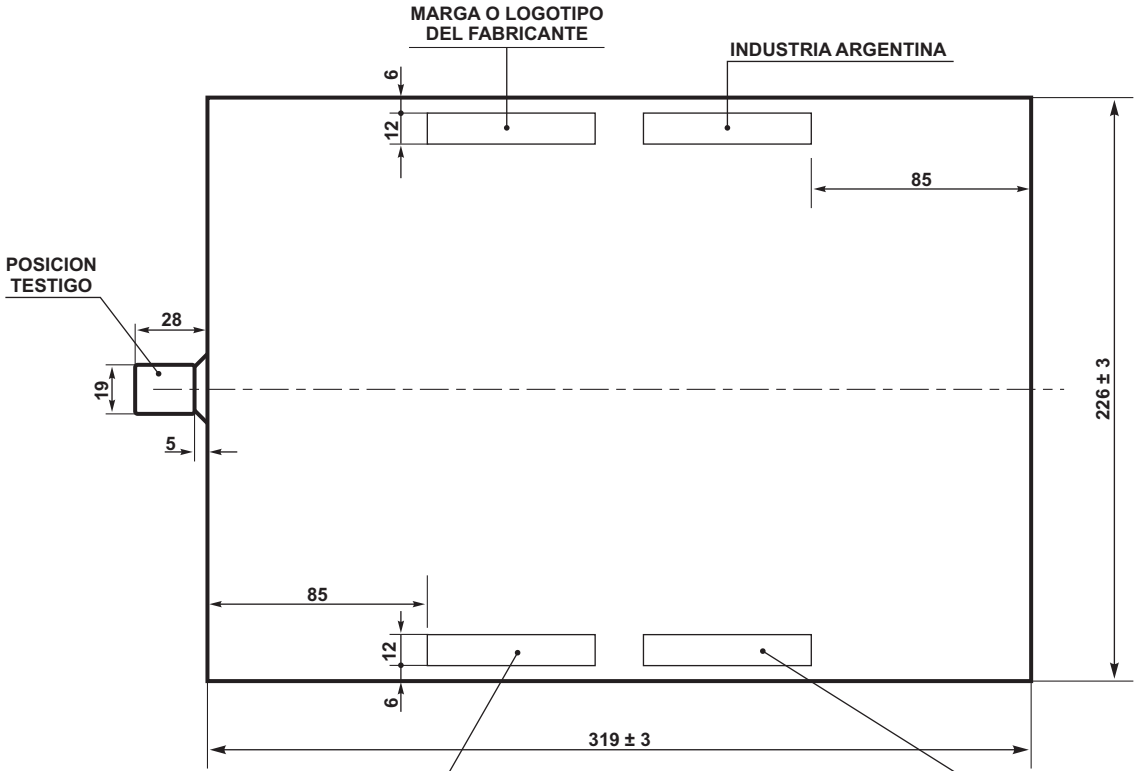 MARGA O LOGOTIPO
DEL FABRICANTE
INDUSTRIA ARGENTINA
6
12
85
POSICION
TESTIGO
28
19
5
226 ± 3
85
12
6
319 ± 3